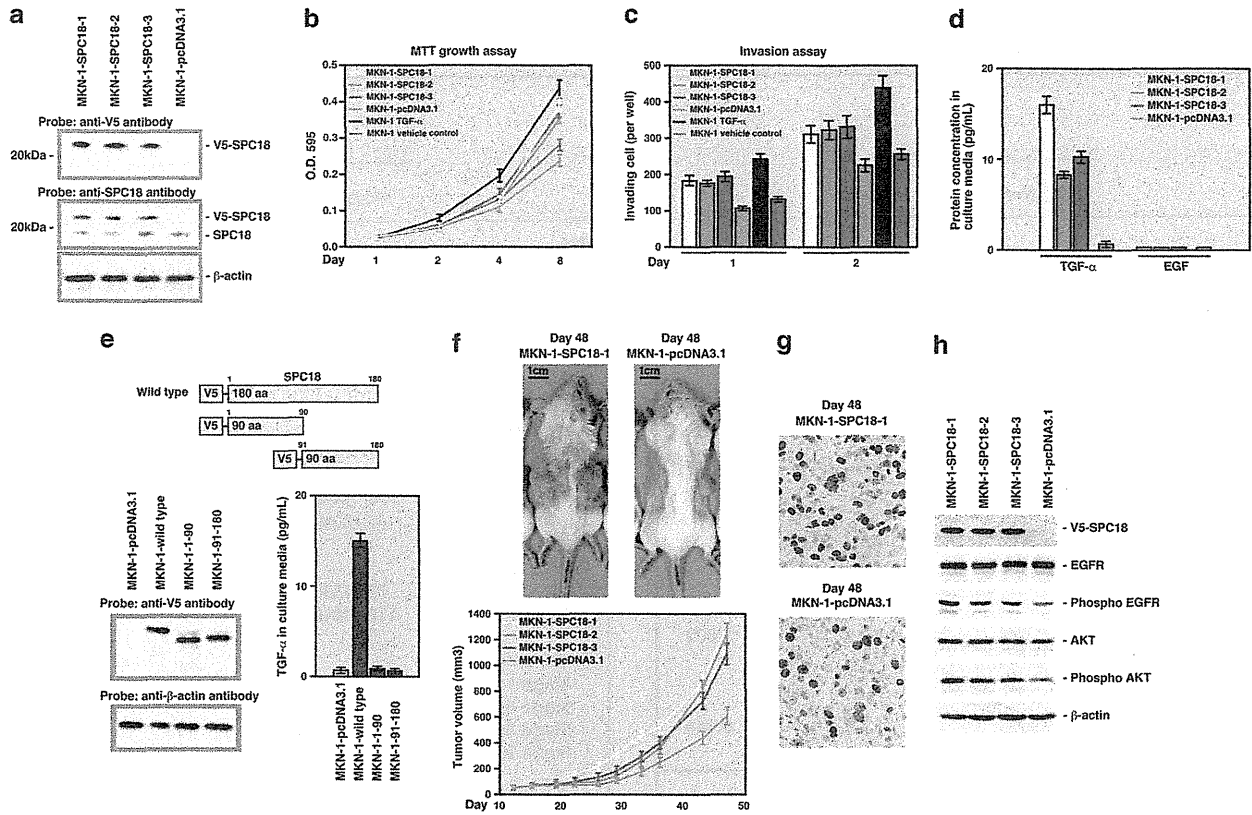 a
MKN-1-SPC18-1
MKN-1-SPC18-2
MKN-1-SPC18-3
MKN-1-pcDNA3.1
Probe: anti-V5 antibody
20kDa -
- V5-SPC18
Probe: anti-SPC18 antibody
- V5-SPC18
20kDa -
- SPC18
- β-actin
b
MTT growth assay
0.5
0.4
0.3
0.2
0.1
0.0
O.D. 595
MKN-1-SPC18-1
MKN-1-SPC18-2
MKN-1-SPC18-3
MKN-1-pcDNA3.1
MKN-1 TGF-α
MKN-1 vehicle control
Day 1 2 4 8
c
Invasion assay
500
400
300
200
100
0
Invading cell (per well)
MKN-1-SPC18-1
MKN-1-SPC18-2
MKN-1-SPC18-3
MKN-1-pcDNA3.1
MKN-1 TGF-α
MKN-1 vehicle control
Day 1 2
d
20
10
0
Protein concentration in
culture media (pg/mL)
MKN-1-SPC18-1
MKN-1-SPC18-2
MKN-1-SPC18-3
MKN-1-pcDNA3.1
TGF-α EGF
e
SPC18
Wild type V5 1 180 aa 180
V5 1 90 aa 90
V5 91 90 aa 180
MKN-1-pcDNA3.1
MKN-1-wild type
MKN-1-1-90
MKN-1-91-180
Probe: anti-V5 antibody
Probe: anti-β-actin antibody
20
10
0
TGF-α in culture media (pg/mL)
MKN-1-pcDNA3.1
MKN-1-wild type
MKN-1-1-90
MKN-1-91-180
f
Day 48
MKN-1-SPC18-1
1cm
Day 48
MKN-1-pcDNA3.1
1cm
1400
1200
1000
800
600
400
200
0
Tumor volume (mm3)
MKN-1-SPC18-1
MKN-1-SPC18-2
MKN-1-SPC18-3
MKN-1-pcDNA3.1
Day 10 20 30 40 50
g
Day 48
MKN-1-SPC18-1
Day 48
MKN-1-pcDNA3.1
h
MKN-1-SPC18-1
MKN-1-SPC18-2
MKN-1-SPC18-3
MKN-1-pcDNA3.1
- V5-SPC18
- EGFR
- Phospho EGFR
- AKT
- Phospho AKT
- β-actin